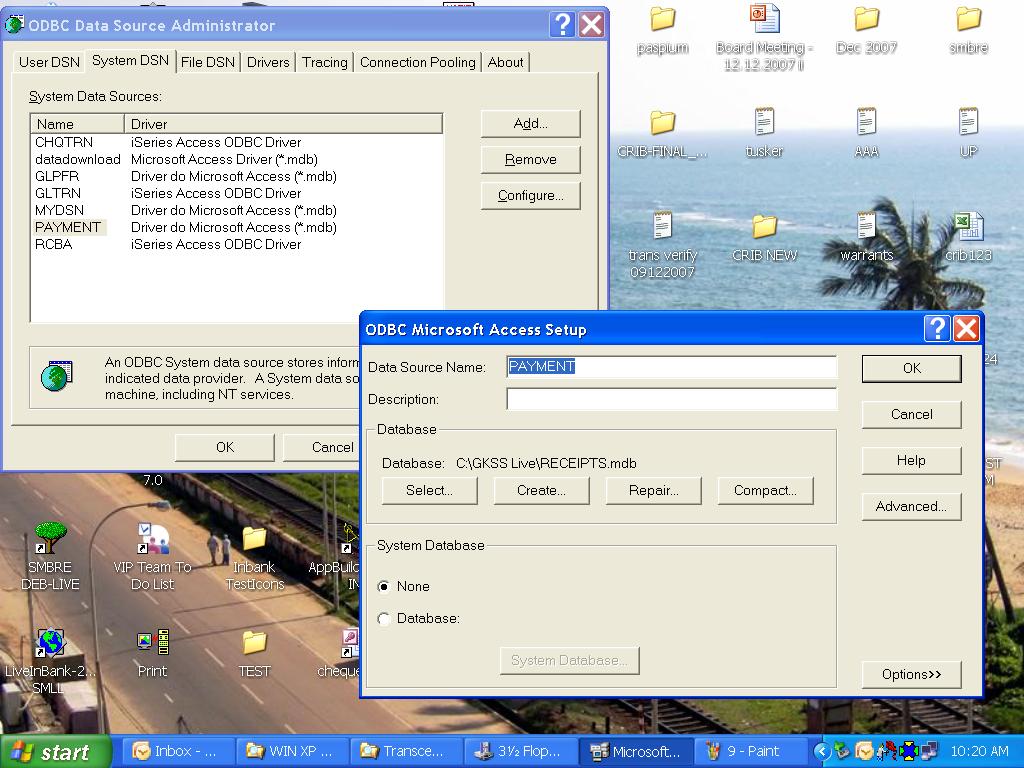 ODBC Data Source Administrator
User DSN
System DSN
File DSN
Drivers
Tracing
Connection Pooling
About
System Data Sources:
Name Driver
CHQTRN iSeries Access ODBC Driver
datadownload Microsoft Access Driver (*.mdb)
GLPFR Driver do Microsoft Access (*.mdb)
GLTRN iSeries Access ODBC Driver
MYDSN Driver do Microsoft Access (*.mdb)
PAYMENT Driver do Microsoft Access (*.mdb)
RCBA iSeries Access ODBC Driver
Add...
Remove
Configure...
An ODBC System data source stores inform
indicated data provider. A System data so
machine, including NT services.
OK
Cancel
ODBC Microsoft Access Setup
Data Source Name: PAYMENT
Description:
Database
Database: C:\GKSS Live\RECEIPTS.mdb
Select...
Create...
Repair...
Compact...
System Database
None
Database:
System Database...
OK
Cancel
Help
Advanced...
Options>>
paspium
Board Meeting -
12.12.2007 ii
Dec 2007
smbre
CRIB-FINAL_...
tusker
AAA
UP
trans verify
09122007
CRIB NEW
warrants
crib123
24
ST
7.0
SMBRE
DEB-LIVE
VIP Team To
Do List
Inbank
TestIcons
AppBuil
IN
LiveInBank-2...
SMLL
Print
TEST
cheque
start
Inbox - ...
WIN XP ...
Transce...
3½ Flop...
Microsoft...
9 - Paint
10:20 AM